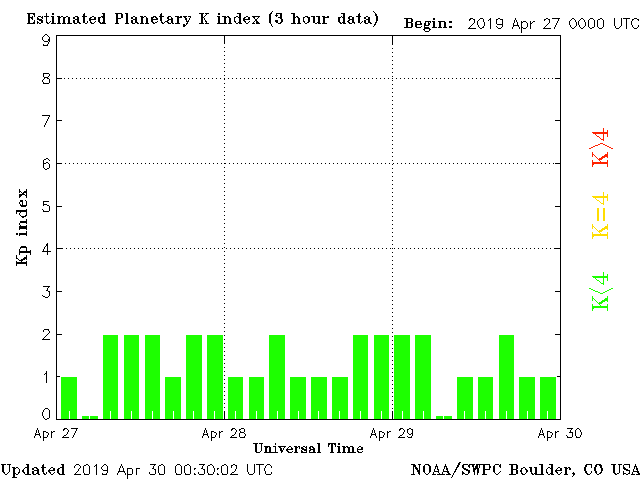 Estimated Planetary K index (3 hour data) Begin: 2019 Apr 27 0000 UTC
9
8
7
6
5
4
3
2
1
0
Kp index
K>4
K=4
K<4
Apr 27 Apr 28 Apr 29 Apr 30
Universal Time
Updated 2019 Apr 30 00:30:02 UTC NOAA/SWPC Boulder, CO USA